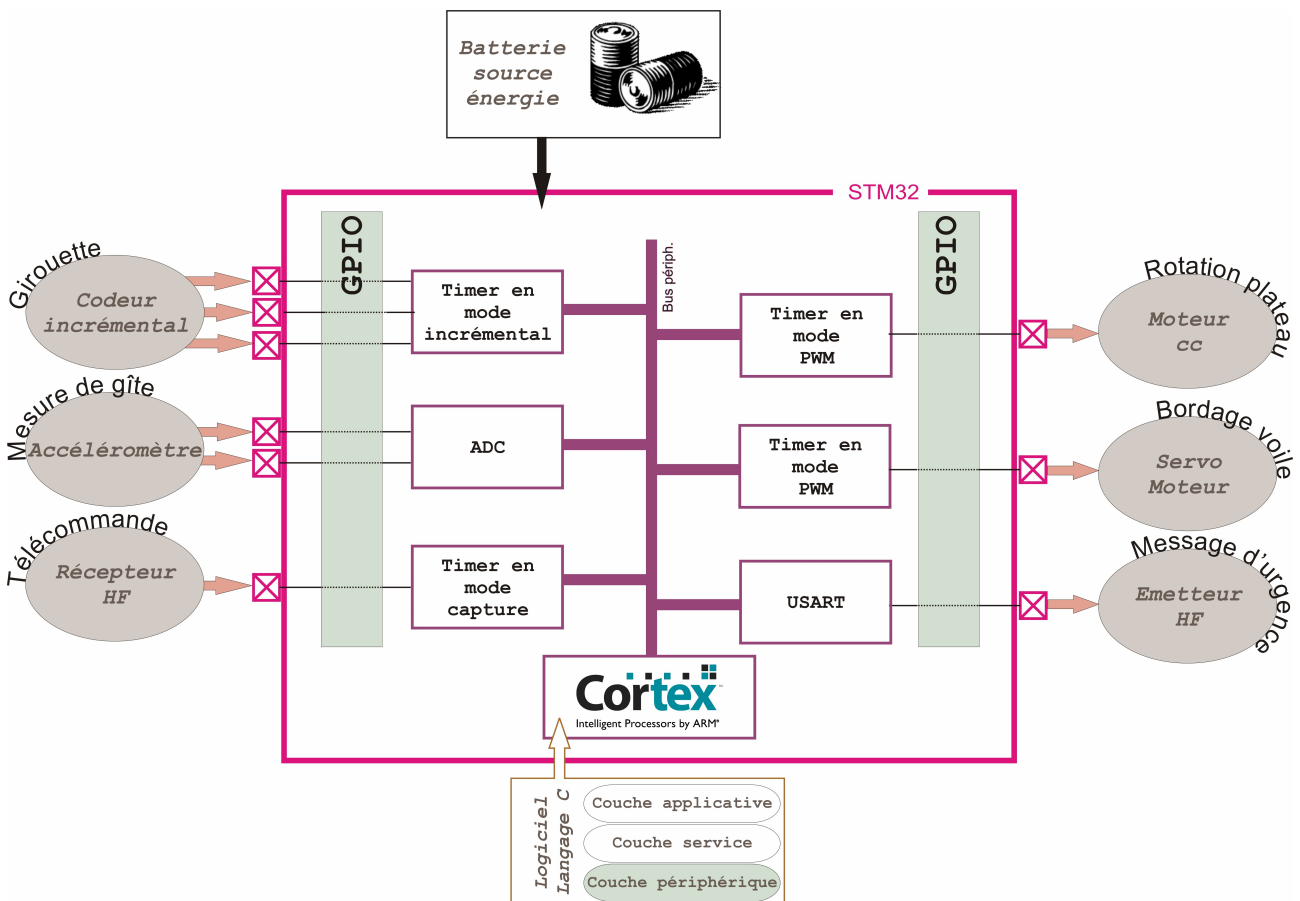 Batterie
source
énergie
STM32
GPIO
GPIO
Bus périph.
Girouette
Codeur
incrémental
Timer en
mode
incrémental
Mesure de gîte
Accéléromètre
ADC
Télécommande
Récepteur
HF
Timer en
mode
capture
Timer en
mode
PWM
Rotation plateau
Moteur
cc
Timer en
mode
PWM
Bordage voile
Servo
Moteur
USART
Message d'urgence
Emetteur
HF
Cortex
Intelligent Processors by ARM®
Logiciel
Langage C
Couche applicative
Couche service
Couche périphérique